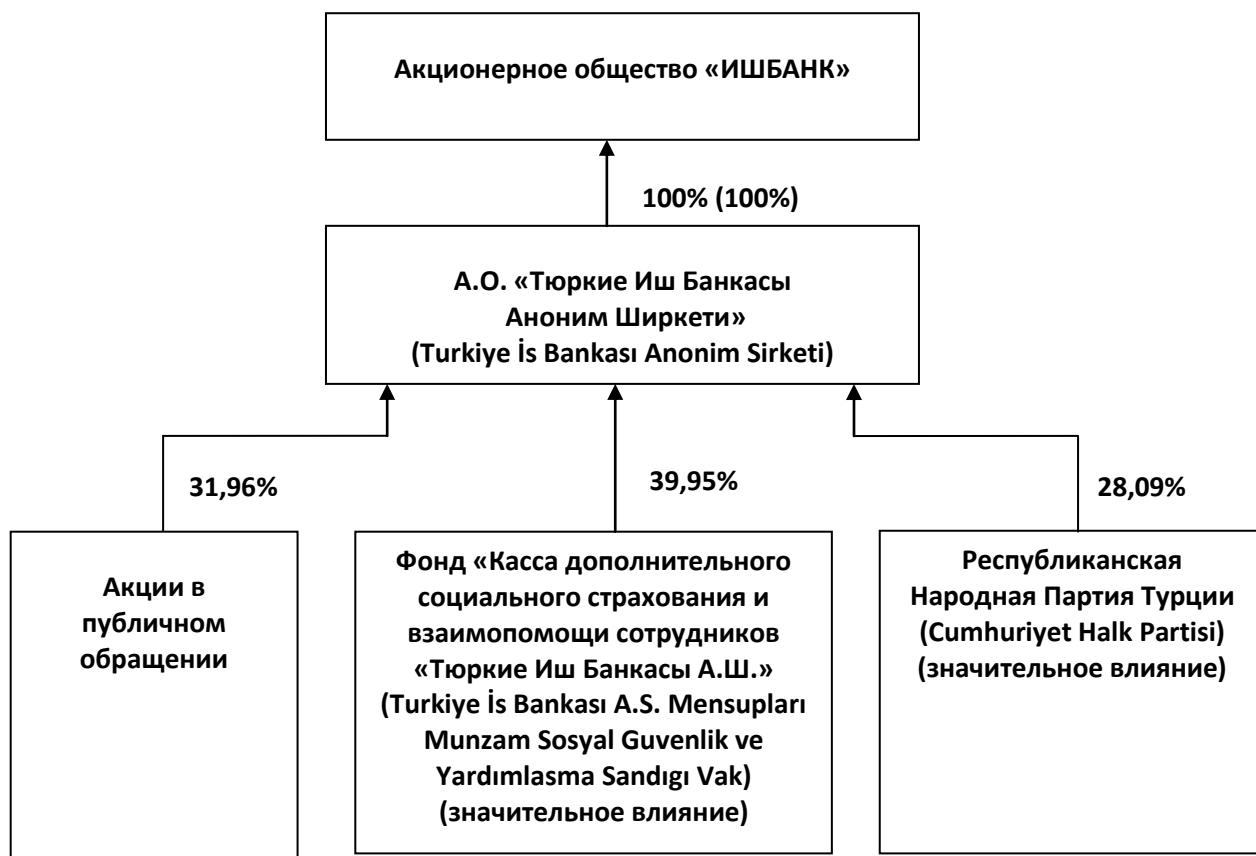 Акционерное общество «ИШБАНК»
100% (100%)
А.О. «Тюркие Иш Банкасы
Аноним Ширкети»
(Turkiye İs Bankası Anonim Sirketi)
31,96%
39,95%
28,09%
Акции в
публичном
обращении
Фонд «Касса дополнительного
социального страхования и
взаимопомощи сотрудников
«Тюркие Иш Банкасы А.Ш.»
(Turkiye İs Bankası A.S. Mensupları
Munzam Sosyal Guvenlik ve
Yardımlasma Sandıgı Vak)
(значительное влияние)
Республиканская
Народная Партия Турции
(Cumhuriyet Halk Partisi)
(значительное влияние)